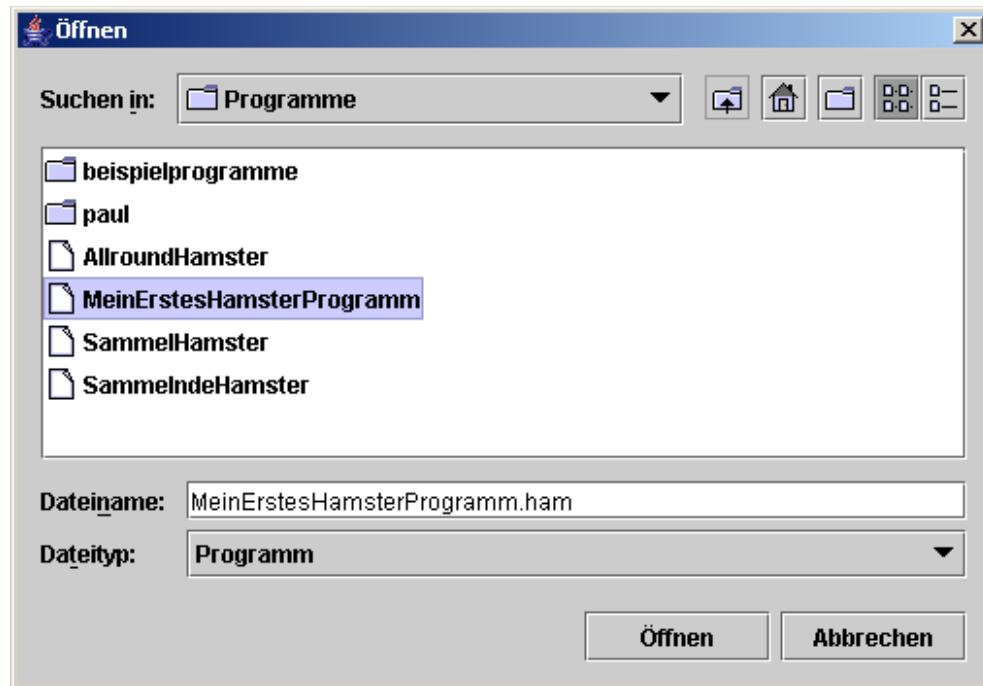 Öffnen
Suchen in: Programme
beispielprogramme
paul
AllroundHamster
MeinErstesHamsterProgramm
SammelHamster
SammelndeHamster
Dateiname: MeinErstesHamsterProgramm.ham
Dateityp: Programm
Öffnen Abbrechen